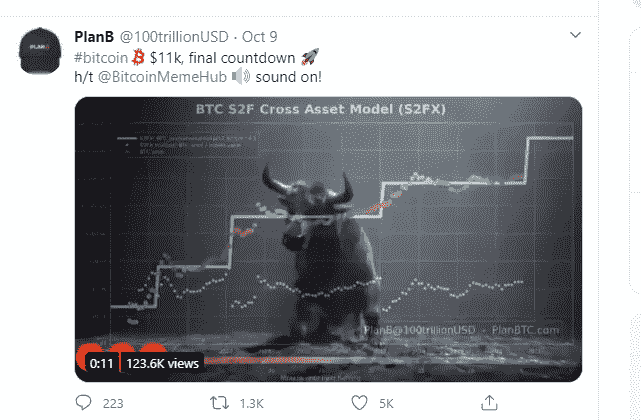 PlanB @100trillionUSD · Oct 9
#bitcoin $11k, final countdown 🚀
h/t @BitcoinMemeHub 🔊 sound on!
BTC S2F Cross Asset Model (S2FX)
PlanB@100trillionUSD - PlanBTC.com
0:11 123.6K views
223 1.3K 5K